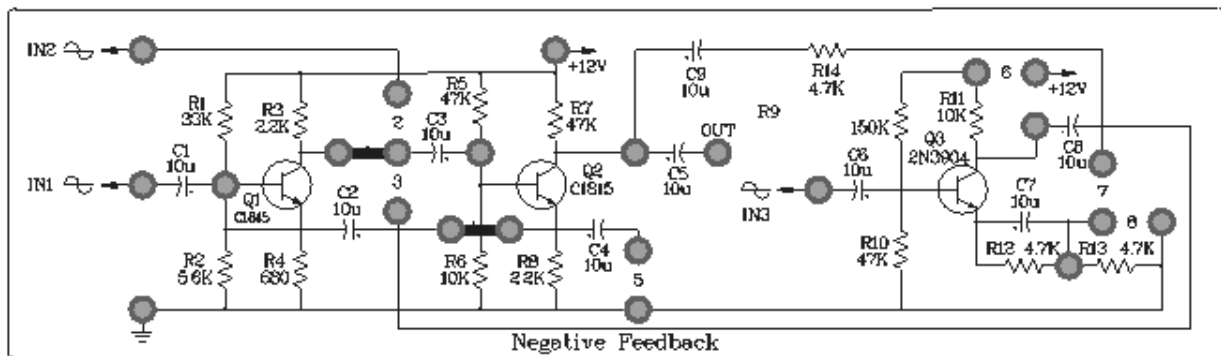 IN2
+12V
C9
10u
R14
4.7K
6
+12V
R1
33K
R3
2.2K
R5
47K
R7
47K
R9
150K
R11
10K
2
C3
10u
OUT
Q3
2N3904
C8
10u
C1
10u
IN1
Q1
C1815
3
C2
10u
Q2
C1815
C5
10u
C6
10u
IN3
7
C7
10u
8
R2
5.6K
R4
680
R6
10K
R8
2.2K
C4
10u
5
R10
47K
R12 4.7K
R13 4.7K
Negative Feedback